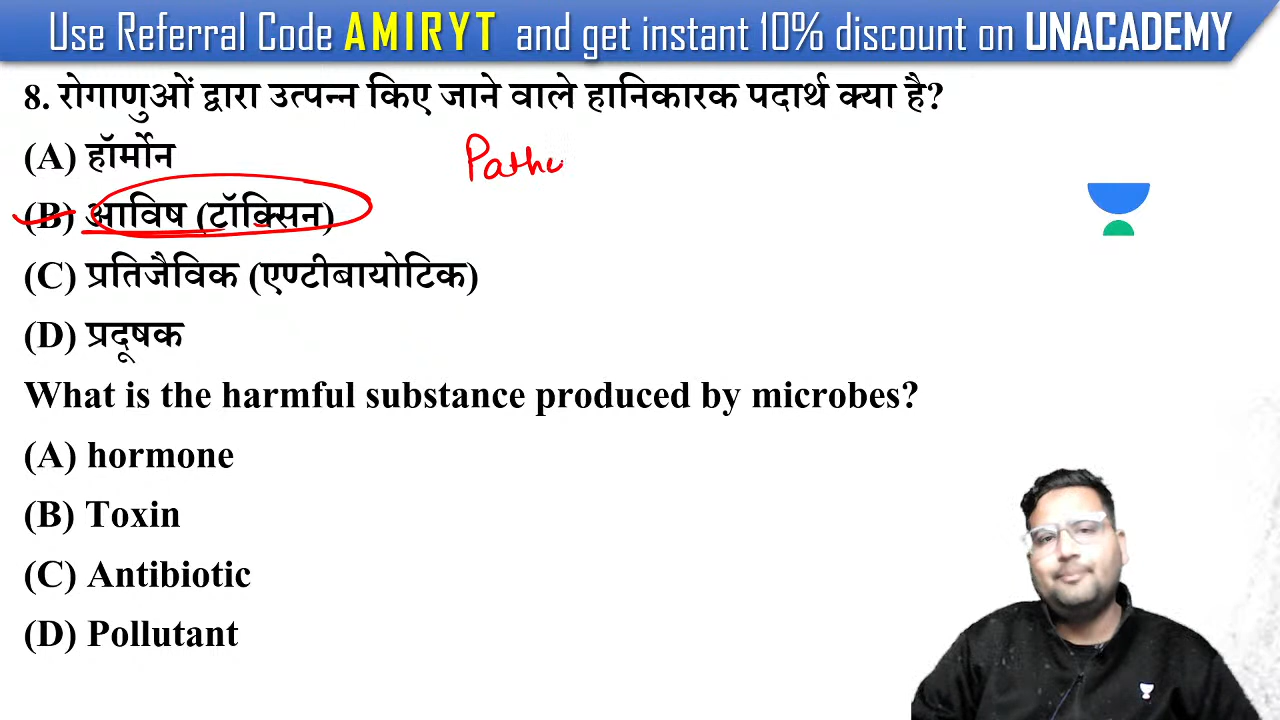 Use Referral Code AMIRYT and get instant 10% discount on UNACADEMY
8. रोगाणुओं द्वारा उत्पन्न किए जाने वाले हानिकारक पदार्थ क्या है?
(A) हॉर्मोन
Patho
(B) आविष (टॉक्सिन)
(C) प्रतिजैविक (एण्टीबायोटिक)
(D) प्रदूषक
What is the harmful substance produced by microbes?
(A) hormone
(B) Toxin
(C) Antibiotic
(D) Pollutant